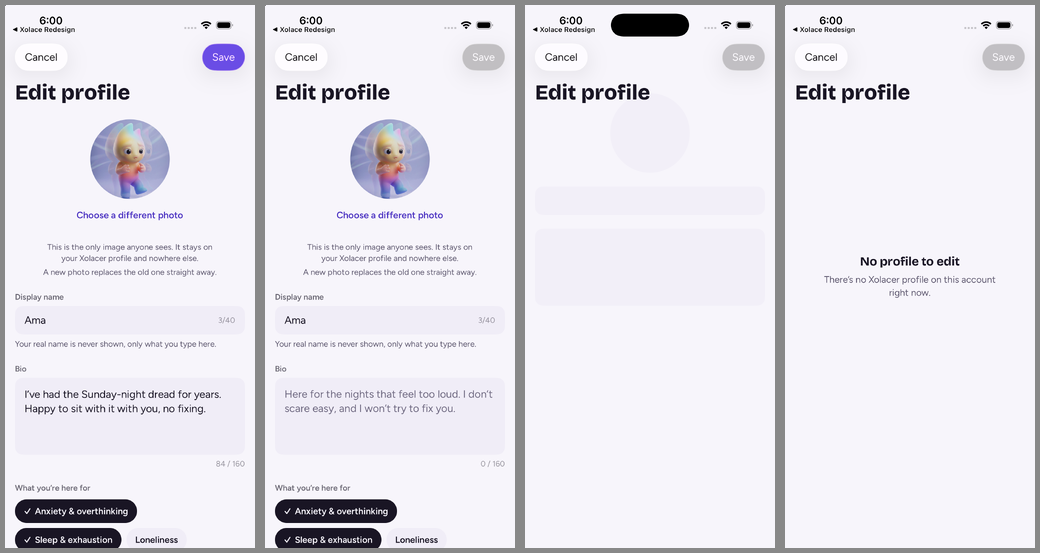 6:00
◀ Xolace Redesign
Cancel
Save
Edit profile
Choose a different photo
This is the only image anyone sees. It stays on
your Xolacer profile and nowhere else.
A new photo replaces the old one straight away.
Display name
Ama
3/40
Your real name is never shown, only what you type here.
Bio
I've had the Sunday-night dread for years.
Happy to sit with it with you, no fixing.
84 / 160
What you're here for
✓ Anxiety & overthinking
✓ Sleep & exhaustion
Loneliness
6:00
◀ Xolace Redesign
Cancel
Save
Edit profile
Choose a different photo
This is the only image anyone sees. It stays on
your Xolacer profile and nowhere else.
A new photo replaces the old one straight away.
Display name
Ama
3/40
Your real name is never shown, only what you type here.
Bio
Here for the nights that feel too loud. I don't
scare easy, and I won't try to fix you.
0 / 160
What you're here for
✓ Anxiety & overthinking
✓ Sleep & exhaustion
Loneliness
6:00
◀ Xolace Redesign
Cancel
Save
Edit profile
6:00
◀ Xolace Redesign
Cancel
Save
Edit profile
No profile to edit
There's no Xolacer profile on this account
right now.